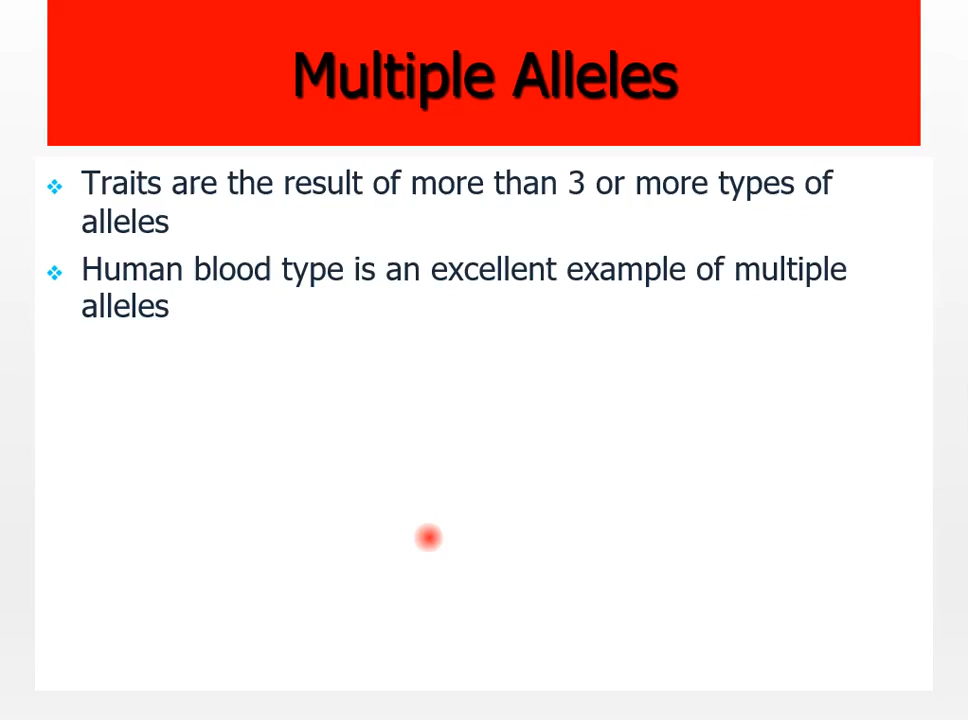 Multiple Alleles
Traits are the result of more than 3 or more types of
alleles
Human blood type is an excellent example of multiple
alleles